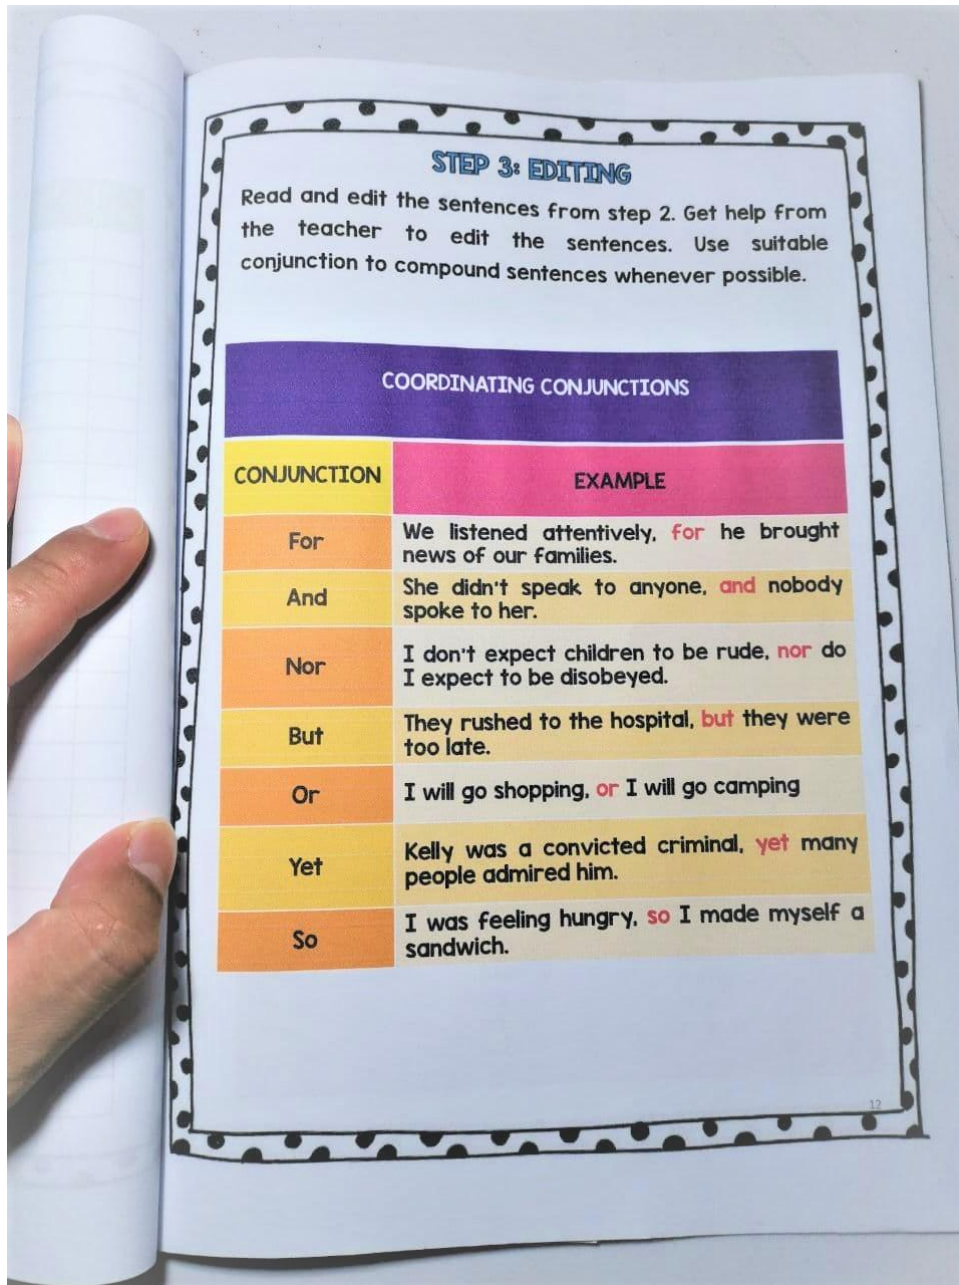 STEP 3: EDITING
Read and edit the sentences from step 2. Get help from
the teacher to edit the sentences. Use suitable
conjunction to compound sentences whenever possible.
COORDINATING CONJUNCTIONS
CONJUNCTION
EXAMPLE
For
We listened attentively, for he brought
news of our families.
And
She didn't speak to anyone, and nobody
spoke to her.
Nor
I don't expect children to be rude, nor do
I expect to be disobeyed.
But
They rushed to the hospital, but they were
too late.
Or
I will go shopping, or I will go camping
Yet
Kelly was a convicted criminal, yet many
people admired him.
So
I was feeling hungry, so I made myself a
sandwich.
12